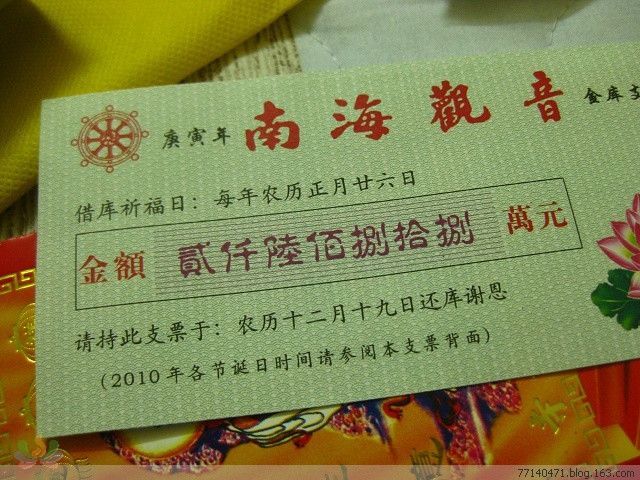 庚寅年 南海觀音 金库支
借库祈福日：每年农历正月廿六日
金額 貳仟陸佰捌拾捌 萬元
请持此支票于：农历十二月十九日还库谢恩
（2010年各节诞日时间请参阅本支票背面）
77140471.blog.163.com